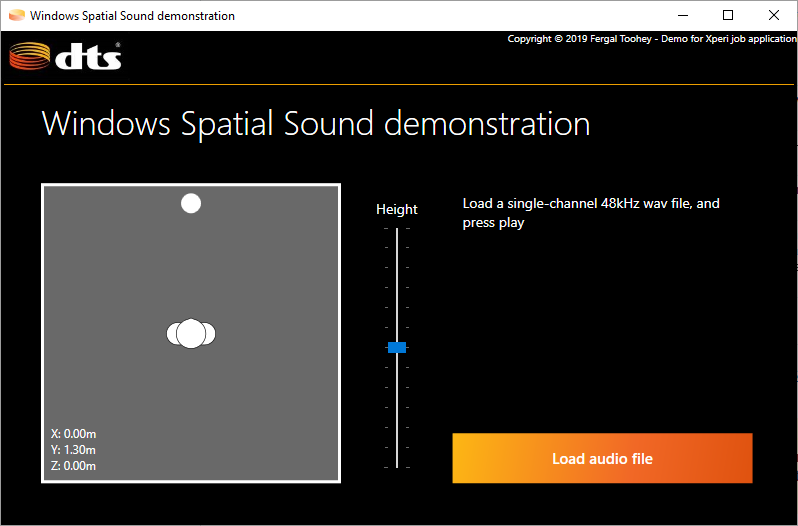 Windows Spatial Sound demonstration
Copyright © 2019 Fergal Toohey - Demo for Xperi job application
dts®
Windows Spatial Sound demonstration
Height
Load a single-channel 48kHz wav file, and
press play
X: 0.00m
Y: 1.30m
Z: 0.00m
Load audio file